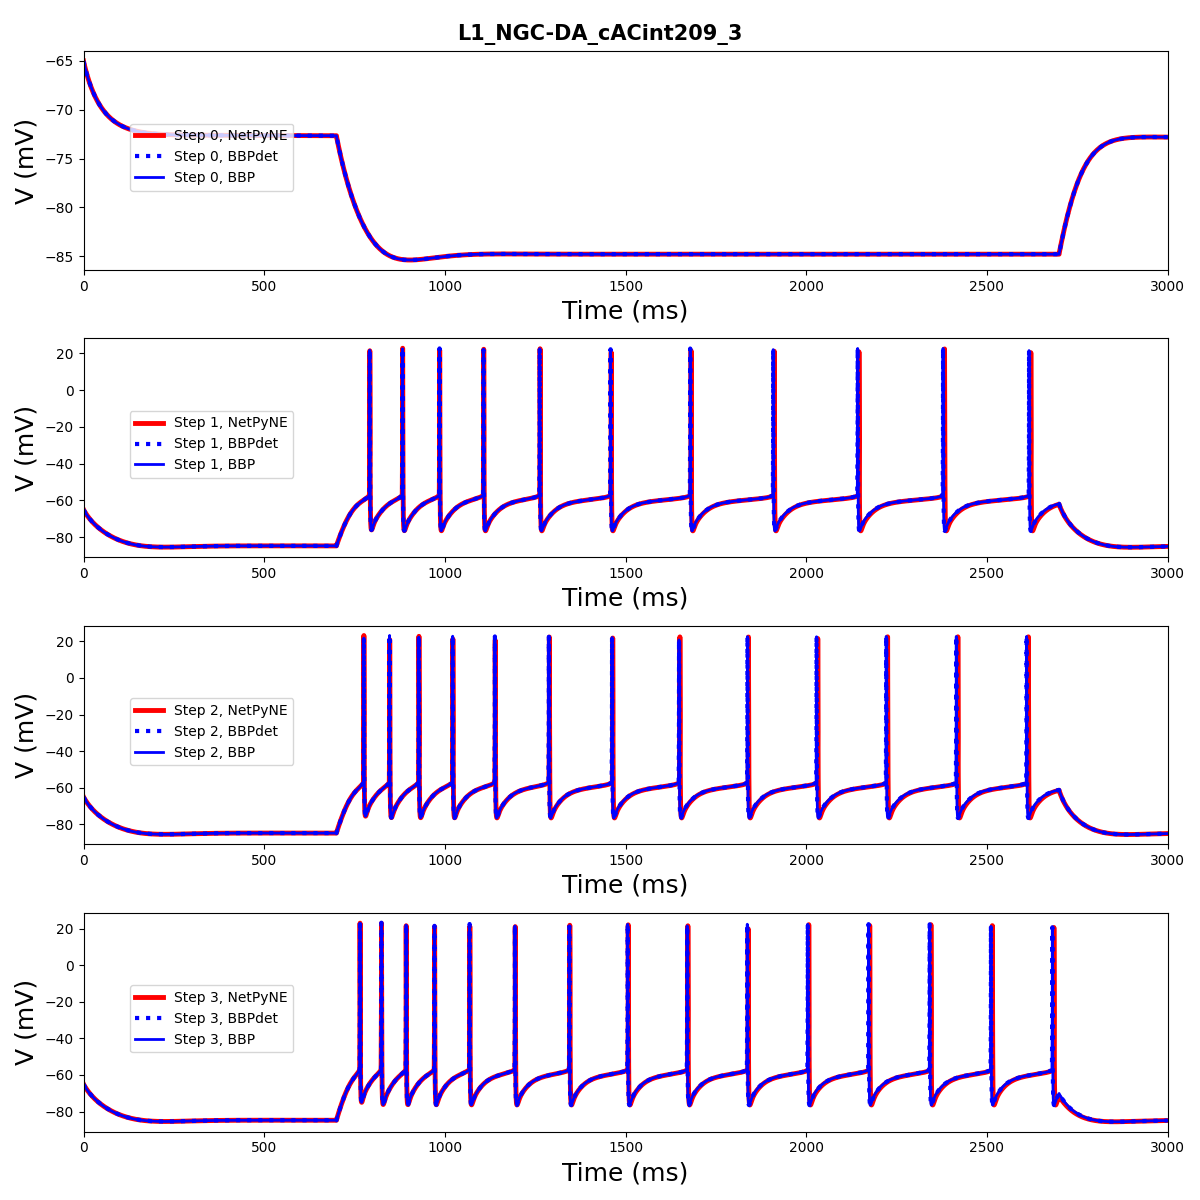 L1_NGC-DA_cACint209_3
−65
−70
−75
−80
−85
V (mV)
Step 0, NetPyNE
Step 0, BBPdet
Step 0, BBP
0 500 1000 1500 2000 2500 3000
Time (ms)
20
0
−20
−40
−60
−80
V (mV)
Step 1, NetPyNE
Step 1, BBPdet
Step 1, BBP
0 500 1000 1500 2000 2500 3000
Time (ms)
20
0
−20
−40
−60
−80
V (mV)
Step 2, NetPyNE
Step 2, BBPdet
Step 2, BBP
0 500 1000 1500 2000 2500 3000
Time (ms)
20
0
−20
−40
−60
−80
V (mV)
Step 3, NetPyNE
Step 3, BBPdet
Step 3, BBP
0 500 1000 1500 2000 2500 3000
Time (ms)